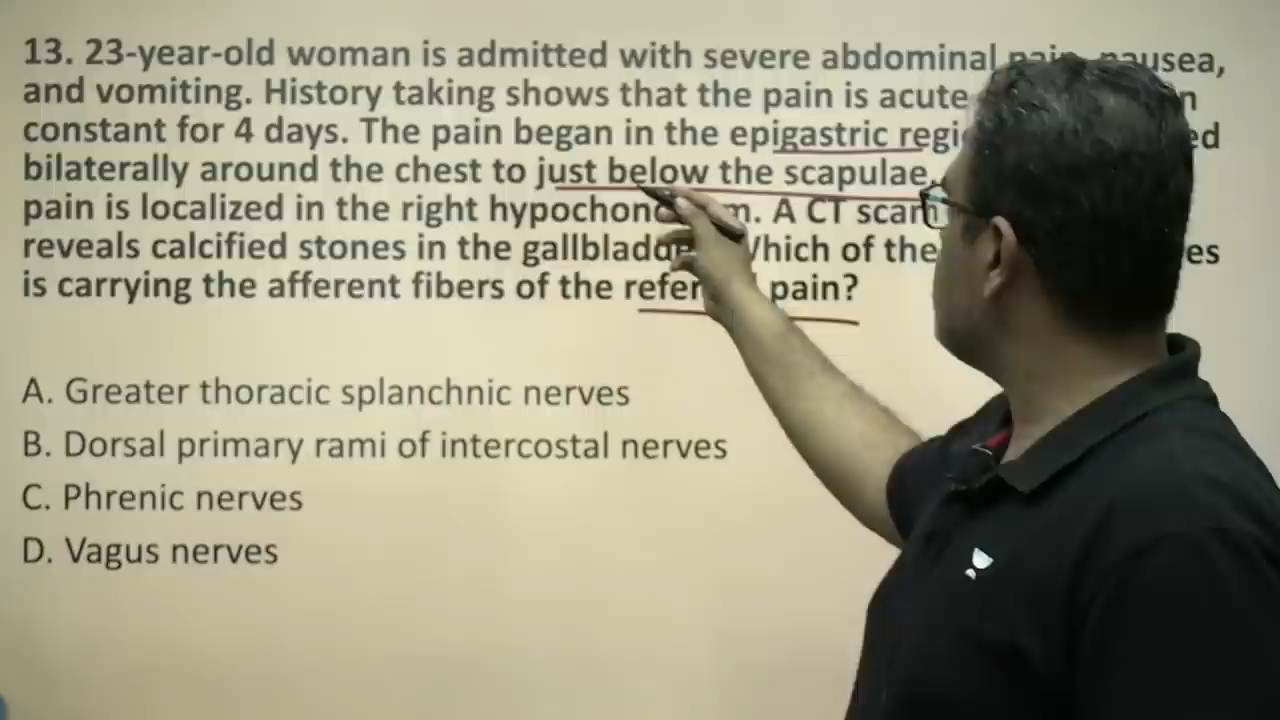 13. 23-year-old woman is admitted with severe abdominal pain, nausea,
and vomiting. History taking shows that the pain is acute
constant for 4 days. The pain began in the epigastric
bilaterally around the chest to just below the scapulae.
pain is localized in the right A CT scan
reveals calcified stones in the Which of the
is carrying the afferent fibers of the pain?
A. Greater thoracic splanchnic nerves
B. Dorsal primary rami of intercostal nerves
C. Phrenic nerves
D. Vagus nerves